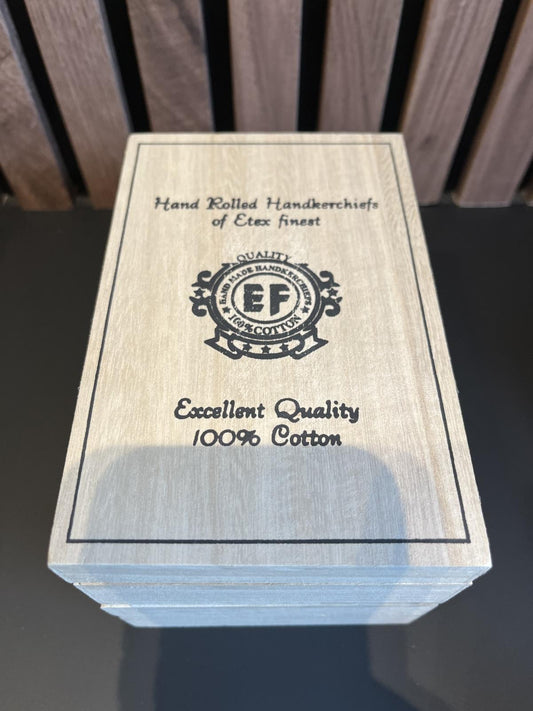 Hand Rolled Handkerchiefs
of Etex finest
QUALITY
HAND MADE HANDKERCHIEFS
EF
100% COTTON
Excellent Quality
100% Cotton